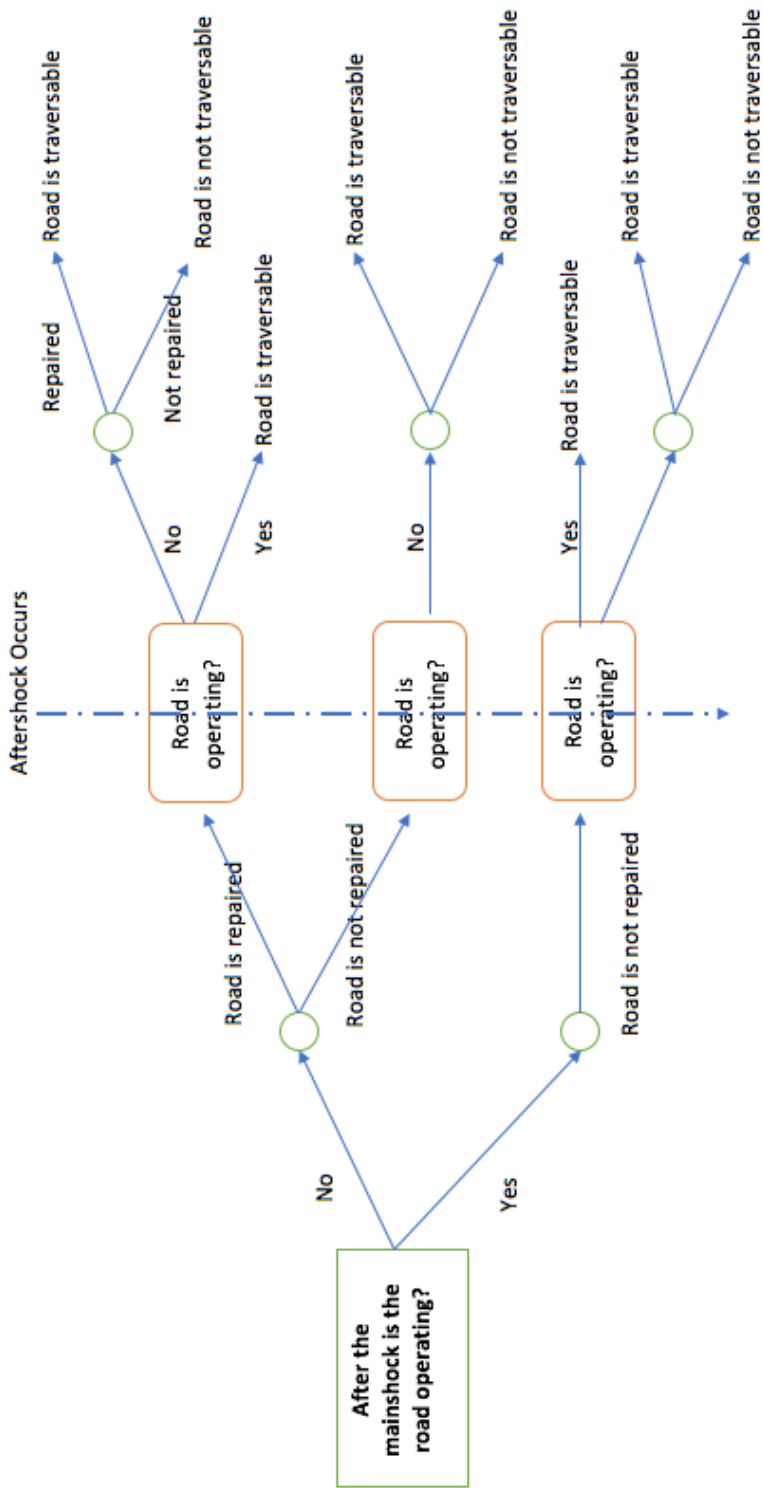 After the
mainshock is the
road operating?
No
Yes
Road is repaired
Road is not repaired
Road is not repaired
Aftershock Occurs
Road is
operating?
Road is
operating?
Road is
operating?
No
Yes
No
Yes
Repaired
Not repaired
Road is traversable
Road is not traversable
Road is traversable
Road is traversable
Road is not traversable
Road is traversable
Road is traversable
Road is not traversable